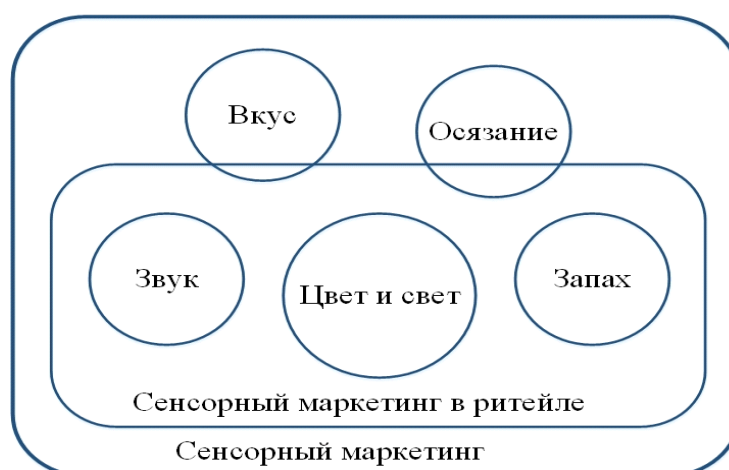 Вкус
Осязание
Звук
Цвет и свет
Запах
Сенсорный маркетинг в ритейле
Сенсорный маркетинг